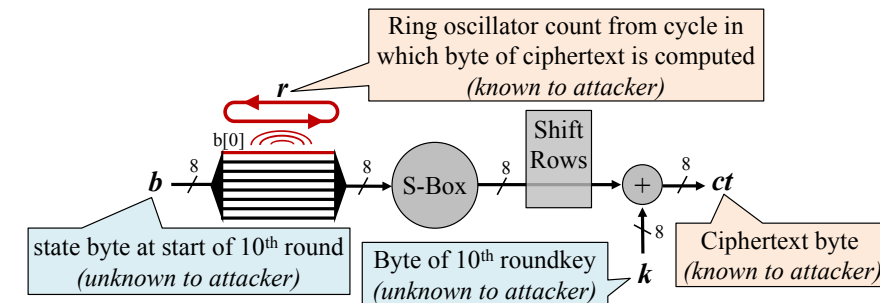 Ring oscillator count from cycle in
which byte of ciphertext is computed
(known to attacker)
r
b[0]
b
8
8
S-Box
8
Shift
Rows
+
8
ct
8
k
state byte at start of 10th round
(unknown to attacker)
Byte of 10th roundkey
(unknown to attacker)
Ciphertext byte
(known to attacker)